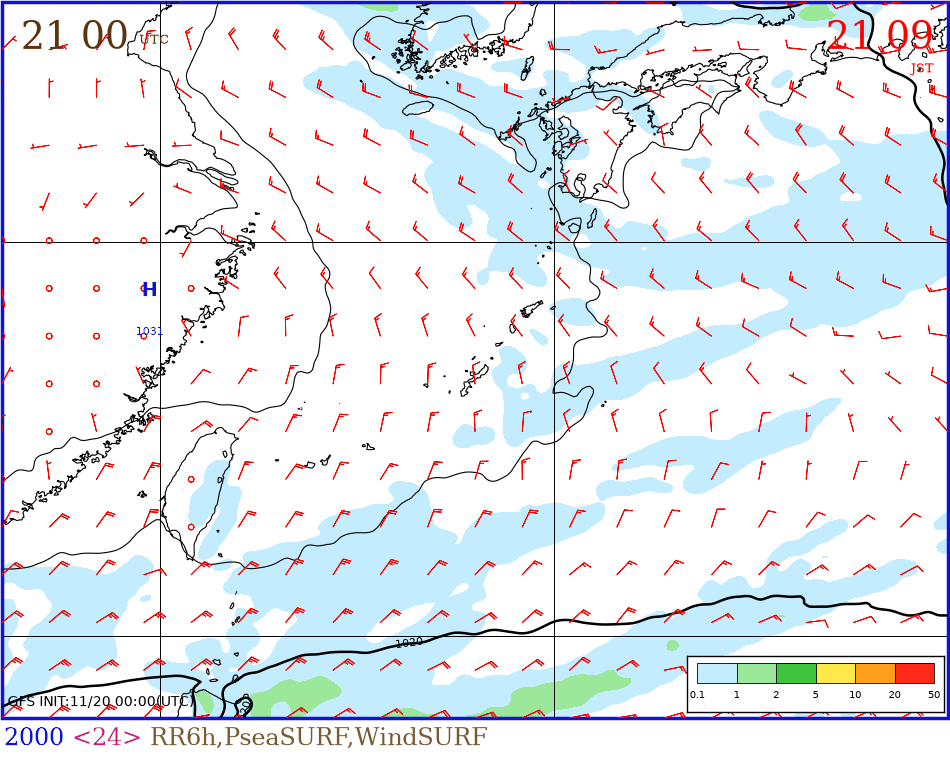 21 00 UTC
21 09
JST
H
1031
1020
GFS INIT:11/20 00:00(UTC)
0.1 1 2 5 10 20 50
2000 <24> RR6h,PseaSURF,WindSURF